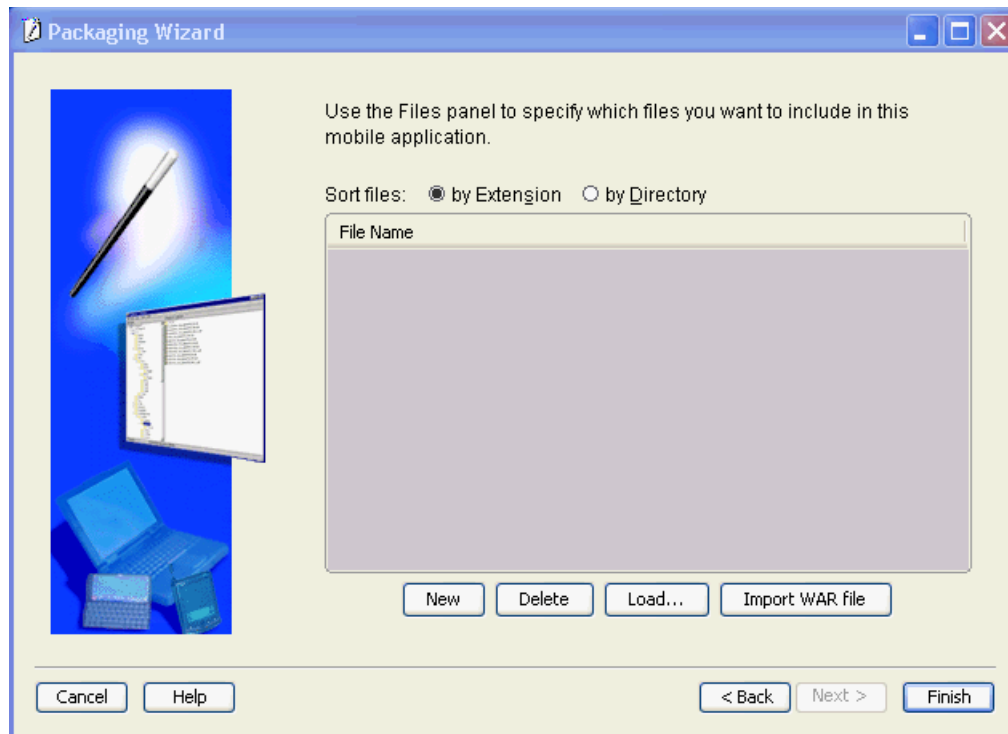 Packaging Wizard
Use the Files panel to specify which files you want to include in this
mobile application.
Sort files: by Extension by Directory
File Name
New Delete Load... Import WAR file
Cancel Help < Back Next > Finish